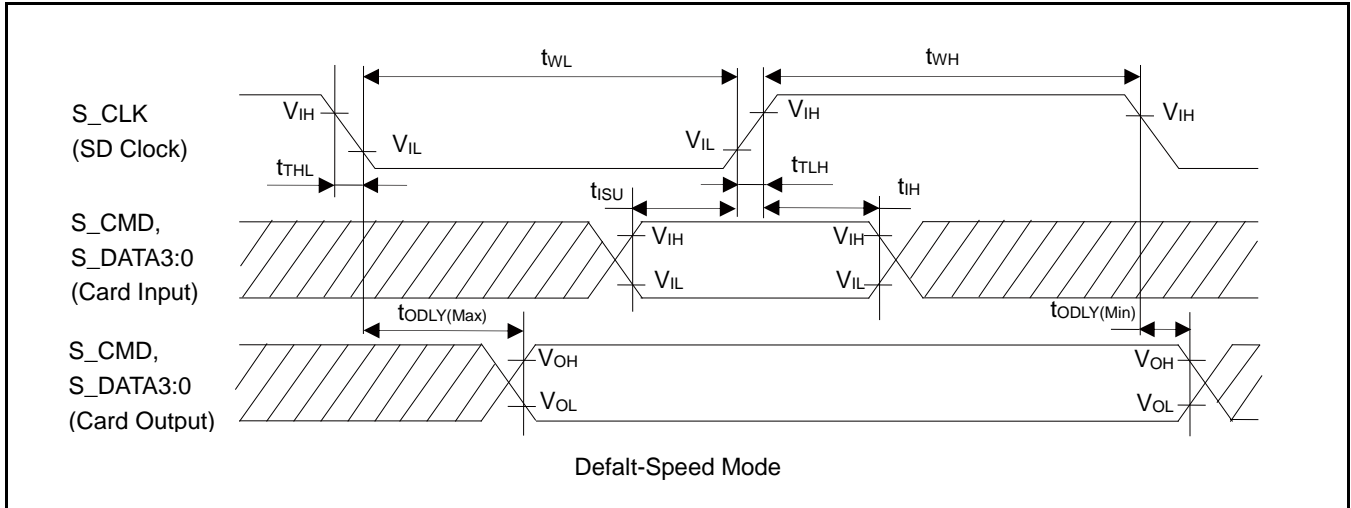 tWL
tWH
S_CLK
(SD Clock)
VIH
VIL
VIL
VIH
VIH
tTHL
tTLH
tISU
tIH
S_CMD,
S_DATA3:0
(Card Input)
VIH
VIL
VIH
VIL
tODLY(Max)
tODLY(Min)
S_CMD,
S_DATA3:0
(Card Output)
VOH
VOL
VOH
VOL
Defalt-Speed Mode